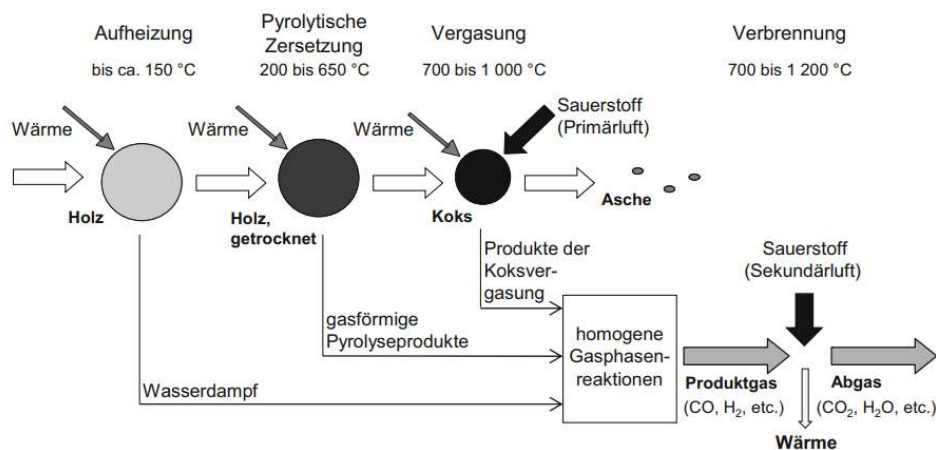 Aufheizung
bis ca. 150 °C
Pyrolytische
Zersetzung
200 bis 650 °C
Vergasung
700 bis 1 000 °C
Verbrennung
700 bis 1 200 °C
Wärme
Wärme
Wärme
Sauerstoff
(Primärluft)
Holz
Holz,
getrocknet
Koks
Asche
Produkte der
Koksver-
gasung
Sauerstoff
(Sekundärluft)
gasförmige
Pyrolyseprodukte
homogene
Gasphasen-
reaktionen
Wasserdampf
Produktgas
(CO, H₂, etc.)
Abgas
(CO₂, H₂O, etc.)
Wärme